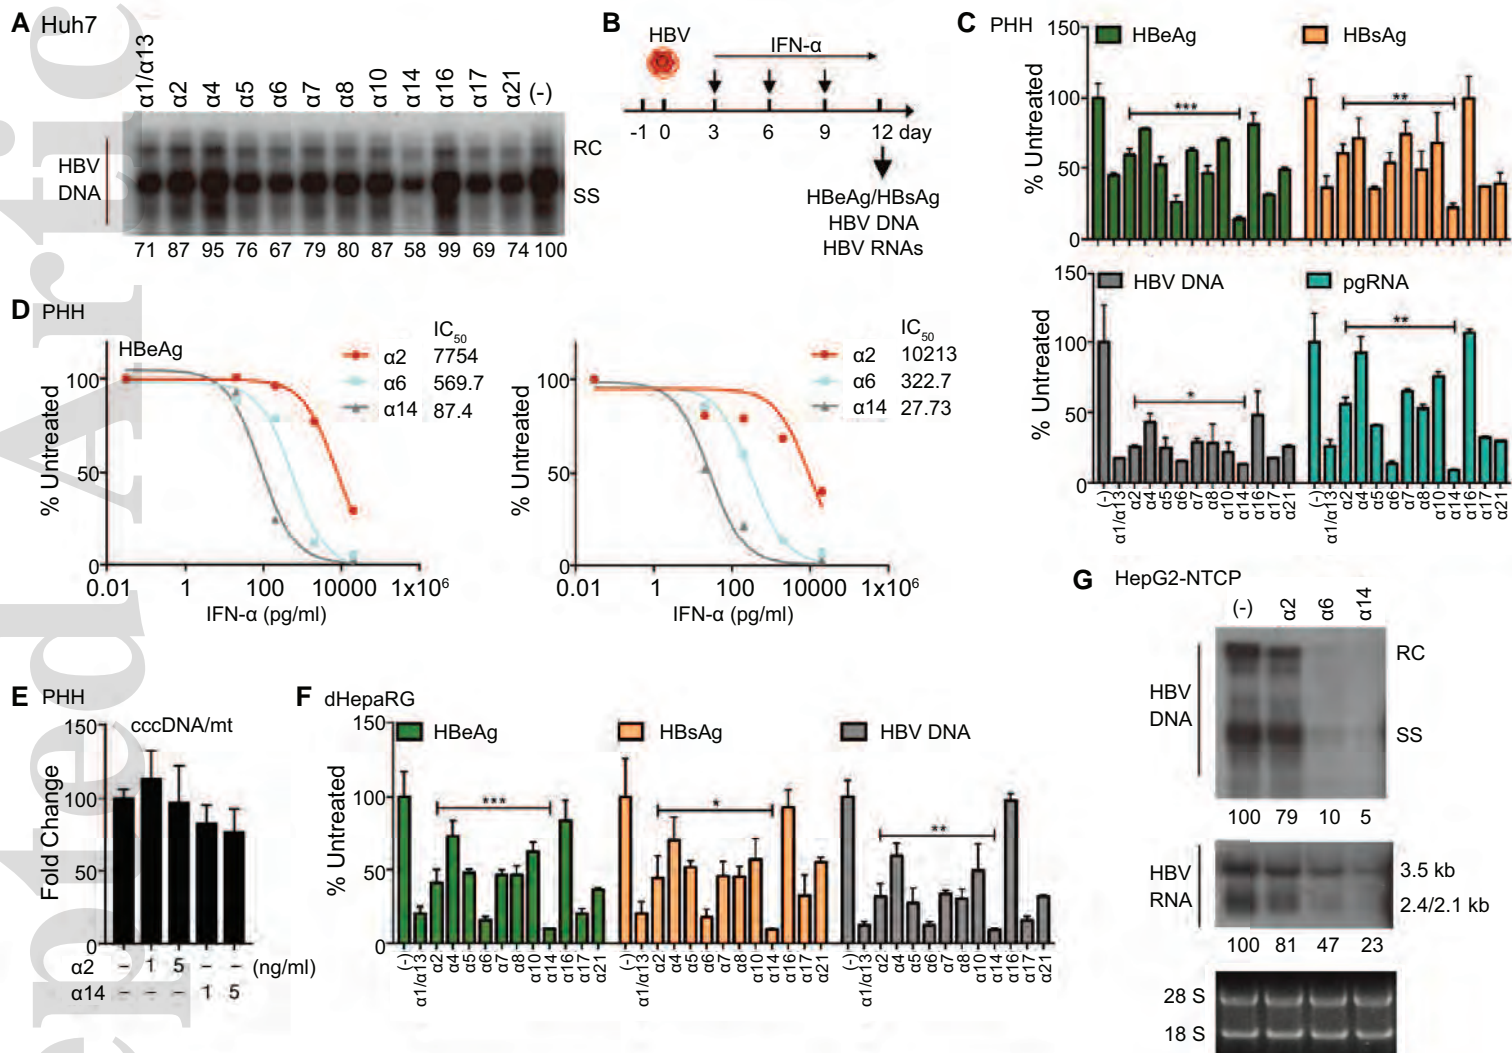 A Huh7
α1/α13 α2 α4 α5 α6 α7 α8 α10 α14 α16 α17 α21 (-)
HBV
DNA
RC
SS
71 87 95 76 67 79 80 87 58 99 69 74 100
B
HBV
IFN-α
-1 0 3 6 9 12 day
HBeAg/HBsAg
HBV DNA
HBV RNAs
C PHH
% Untreated
150
100
50
0
HBeAg
***
HBsAg
**
% Untreated
150
100
50
0
HBV DNA
*
pgRNA
**
(-) α1/α13 α2 α4 α5 α6 α7 α8 α10 α14 α16 α17 α21
(-) α1/α13 α2 α4 α5 α6 α7 α8 α10 α14 α16 α17 α21
D PHH
HBeAg
% Untreated
100
50
0
0.01 1 100 10000 1x10⁶
IFN-α (pg/ml)
IC₅₀
α2 7754
α6 569.7
α14 87.4
% Untreated
100
50
0
0.01 1 100 10000 1x10⁶
IFN-α (pg/ml)
IC₅₀
α2 10213
α6 322.7
α14 27.73
E PHH
cccDNA/mt
Fold Change
150
100
50
0
α2 – 1 5 – – (ng/ml)
α14 – – – 1 5
F dHepaRG
% Untreated
150
100
50
0
HBeAg
***
HBsAg
*
HBV DNA
**
(-) α1/α13 α2 α4 α5 α6 α7 α8 α10 α14 α16 α17 α21
(-) α1/α13 α2 α4 α5 α6 α7 α8 α10 α14 α16 α17 α21
(-) α1/α13 α2 α4 α5 α6 α7 α8 α10 α14 α16 α17 α21
G HepG2-NTCP
(-) α2 α6 α14
HBV
DNA
RC
SS
100 79 10 5
HBV
RNA
3.5 kb
2.4/2.1 kb
100 81 47 23
28 S
18 S